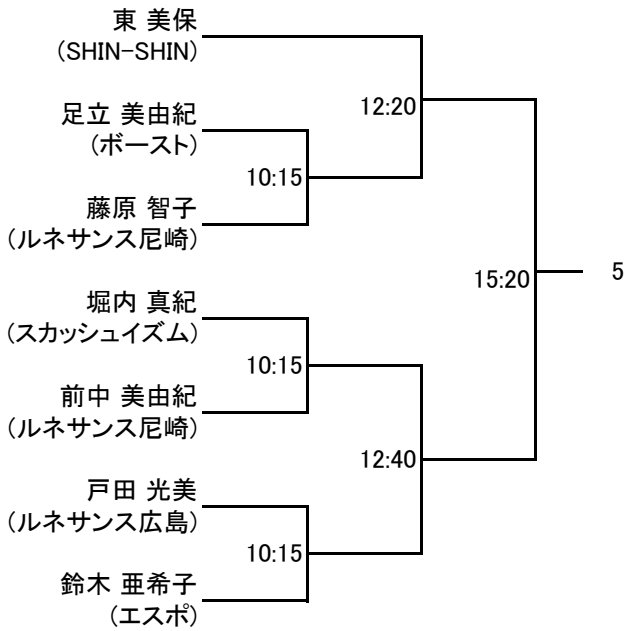 東 美保
(SHIN-SHIN)
12:20
足立 美由紀
(ボースト)
10:15
藤原 智子
(ルネサンス尼崎)
15:20
5
堀内 真紀
(スカッシュイズム)
10:15
前中 美由紀
(ルネサンス尼崎)
12:40
戸田 光美
(ルネサンス広島)
10:15
鈴木 亜希子
(エスポ)